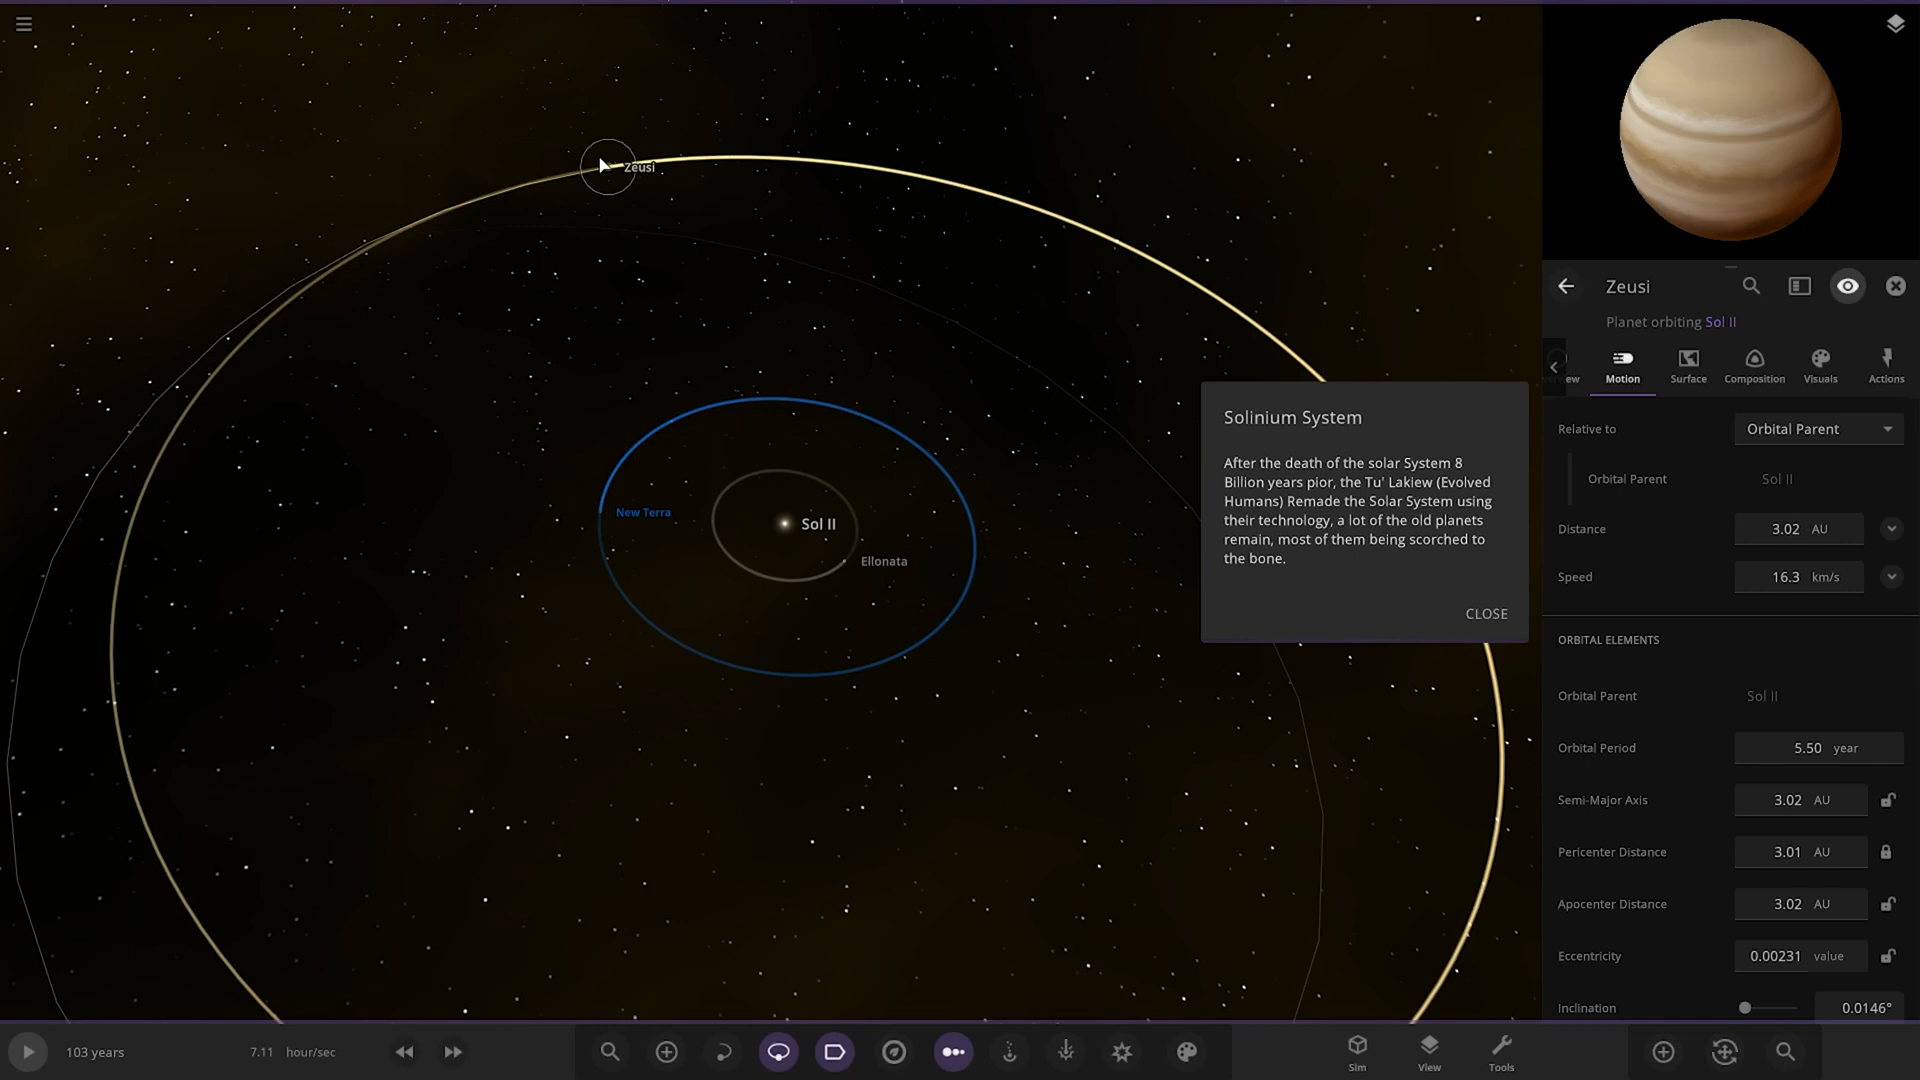 Zeusi
New Terra
Sol II
Ellonata
Solinium System
After the death of the solar System 8
Billion years pior, the Tu' Lakiew (Evolved
Humans) Remade the Solar System using
their technology, a lot of the old planets
remain, most of them being scorched to
the bone.
CLOSE
Zeusi
Planet orbiting Sol II
Motion
Surface
Composition
Visuals
Actions
Relative to
Orbital Parent
Orbital Parent
Sol II
Distance
3.02 AU
Speed
16.3 km/s
ORBITAL ELEMENTS
Orbital Parent
Sol II
Orbital Period
5.50 year
Semi-Major Axis
3.02 AU
Pericenter Distance
3.01 AU
Apocenter Distance
3.02 AU
Eccentricity
0.00231 value
Inclination
0.0146°
103 years
7.11 hour/sec
Sim
View
Tools